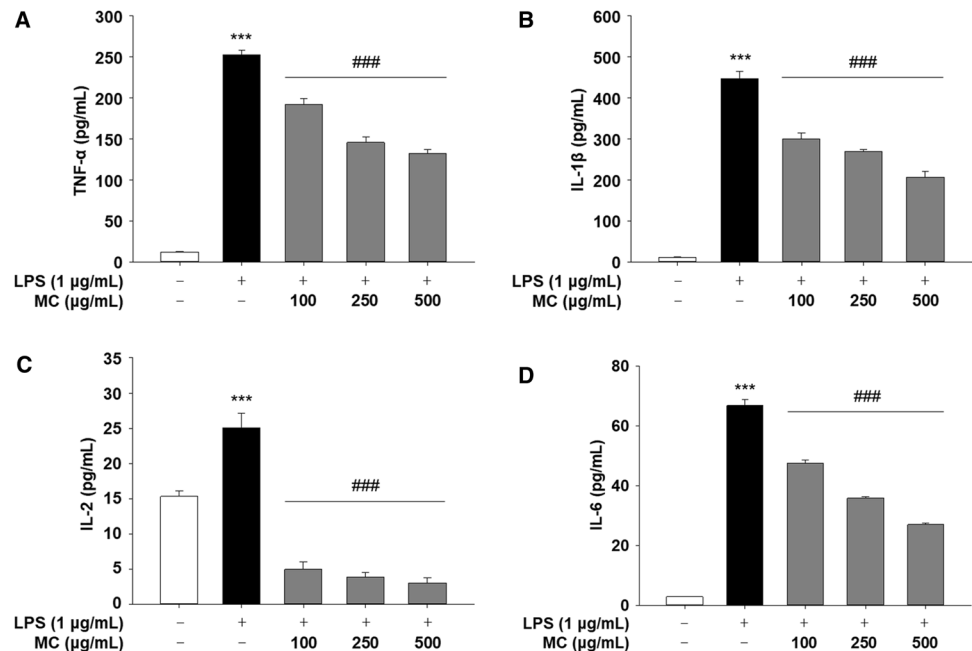 A
300
250
200
150
100
50
0
TNF-α (pg/mL)
***
###
LPS (1 µg/mL) – + + + +
MC (µg/mL) – – 100 250 500
B
600
500
400
300
200
100
0
IL-1β (pg/mL)
***
###
LPS (1 µg/mL) – + + + +
MC (µg/mL) – – 100 250 500
C
35
30
25
20
15
10
5
0
IL-2 (pg/mL)
***
###
LPS (1 µg/mL) – + + + +
MC (µg/mL) – – 100 250 500
D
80
60
40
20
0
IL-6 (pg/mL)
***
###
LPS (1 µg/mL) – + + + +
MC (µg/mL) – – 100 250 500